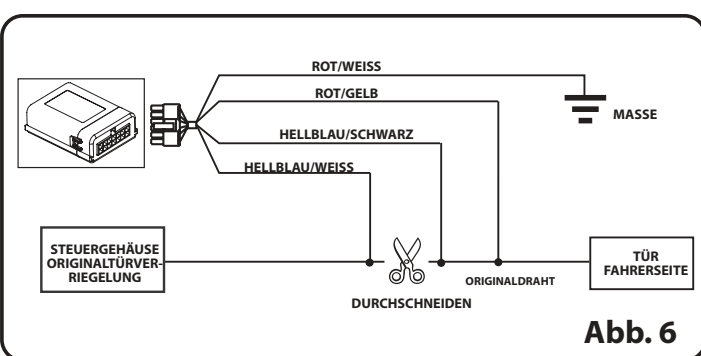 ROT/WEISS
ROT/GELB
MASSE
HELLBLAU/SCHWARZ
HELLBLAU/WEISS
STEUERGEHÄUSE
ORIGINALTÜRVER-
RIEGELUNG
TÜR
FAHRERSEITE
ORIGINALDRAHT
DURCHSCHNEIDEN
Abb. 6